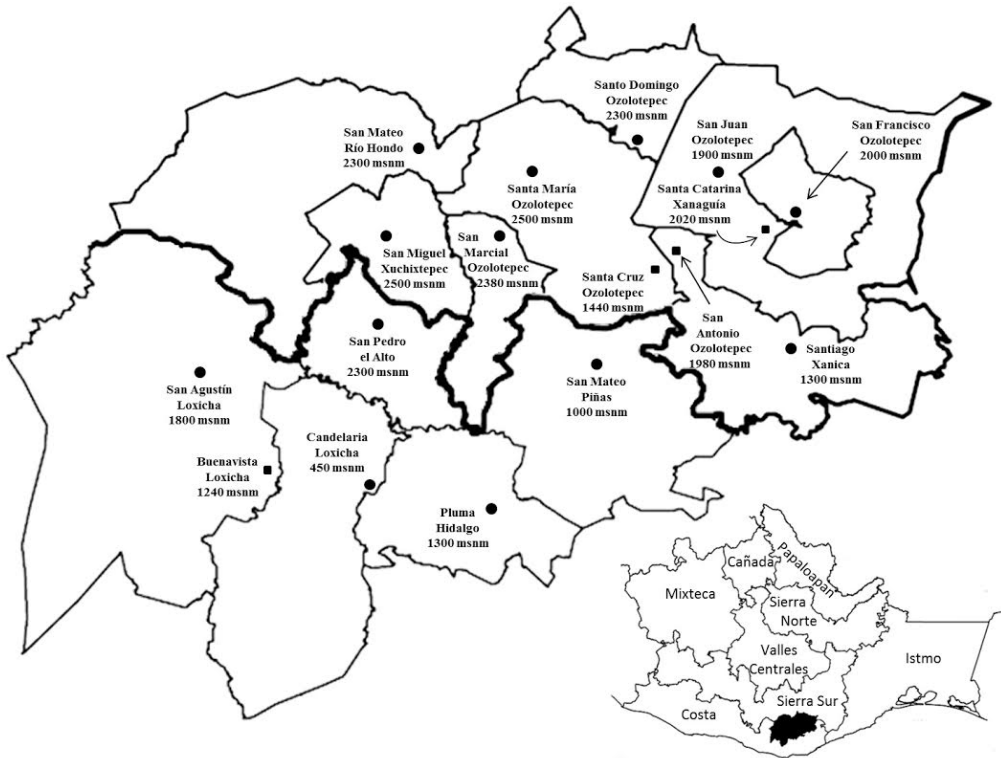 Santo Domingo
Ozolotepec
2300 msnm
San Mateo
Río Hondo
2300 msnm
San Juan
Ozolotepec
1900 msnm
San Francisco
Ozolotepec
2000 msnm
Santa María
Ozolotepec
2500 msnm
Santa Catarina
Xanaguía
2020 msnm
San Miguel
Xuchixtepec
2500 msnm
San
Marcial
Ozolotepec
2380 msnm
Santa Cruz
Ozolotepec
1440 msnm
San
Antonio
Ozolotepec
1980 msnm
San Pedro
el Alto
2300 msnm
Santiago
Xanica
1300 msnm
San Mateo
Piñas
1000 msnm
San Agustín
Loxicha
1800 msnm
Candelaria
Loxicha
450 msnm
Buenavista
Loxicha
1240 msnm
Pluma
Hidalgo
1300 msnm
Cañada
Papaloapan
Mixteca
Sierra
Norte
Valles
Centrales
Istmo
Sierra Sur
Costa